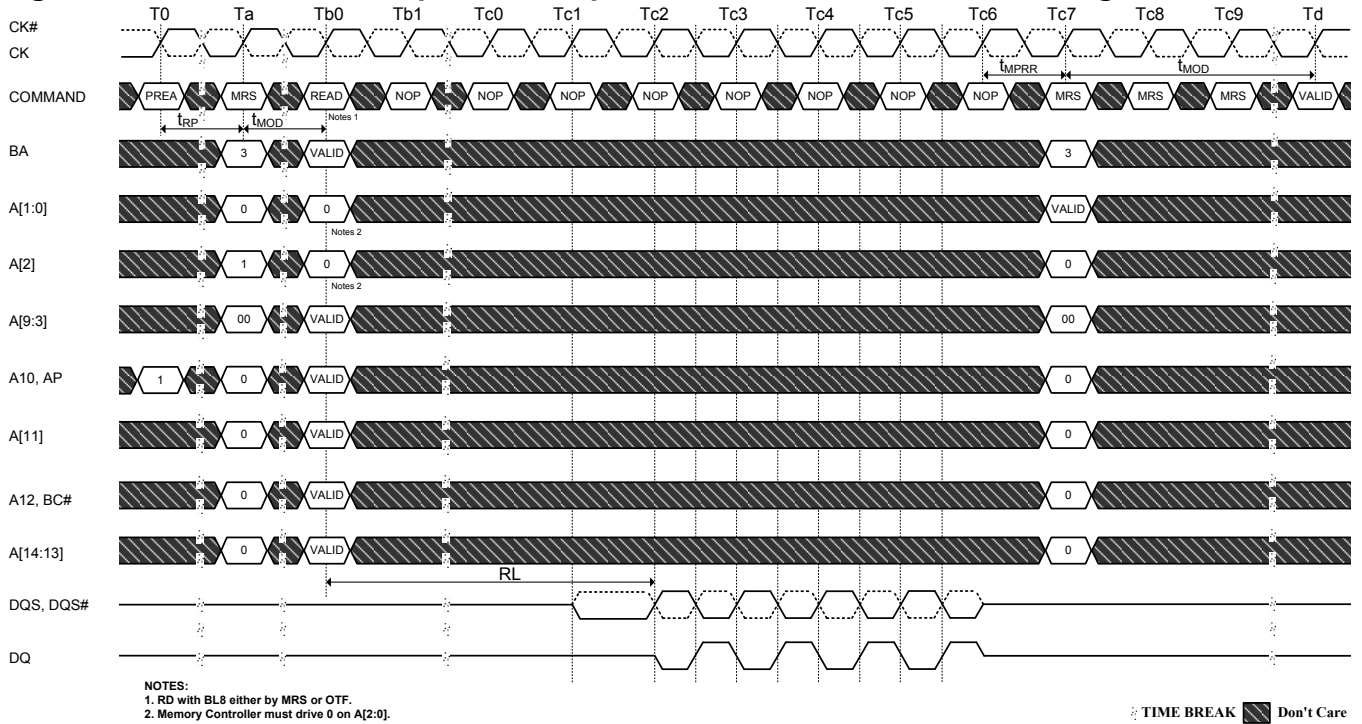 T0 Ta Tb0 Tb1 Tc0 Tc1 Tc2 Tc3 Tc4 Tc5 Tc6 Tc7 Tc8 Tc9 Td
CK#
CK
tMPRR tMOD
COMMAND PREA MRS READ NOP NOP NOP NOP NOP NOP NOP NOP MRS MRS MRS VALID
tRP tMOD Notes 1
BA 3 VALID 3
A[1:0] 0 0 VALID
Notes 2
A[2] 1 0 0
Notes 2
A[9:3] 00 VALID 00
A10, AP 1 0 VALID 0
A[11] 0 VALID 0
A12, BC# 0 VALID 0
A[14:13] 0 VALID 0
RL
DQS, DQS#
DQ
NOTES:
1. RD with BL8 either by MRS or OTF.
2. Memory Controller must drive 0 on A[2:0].
TIME BREAK Don't Care